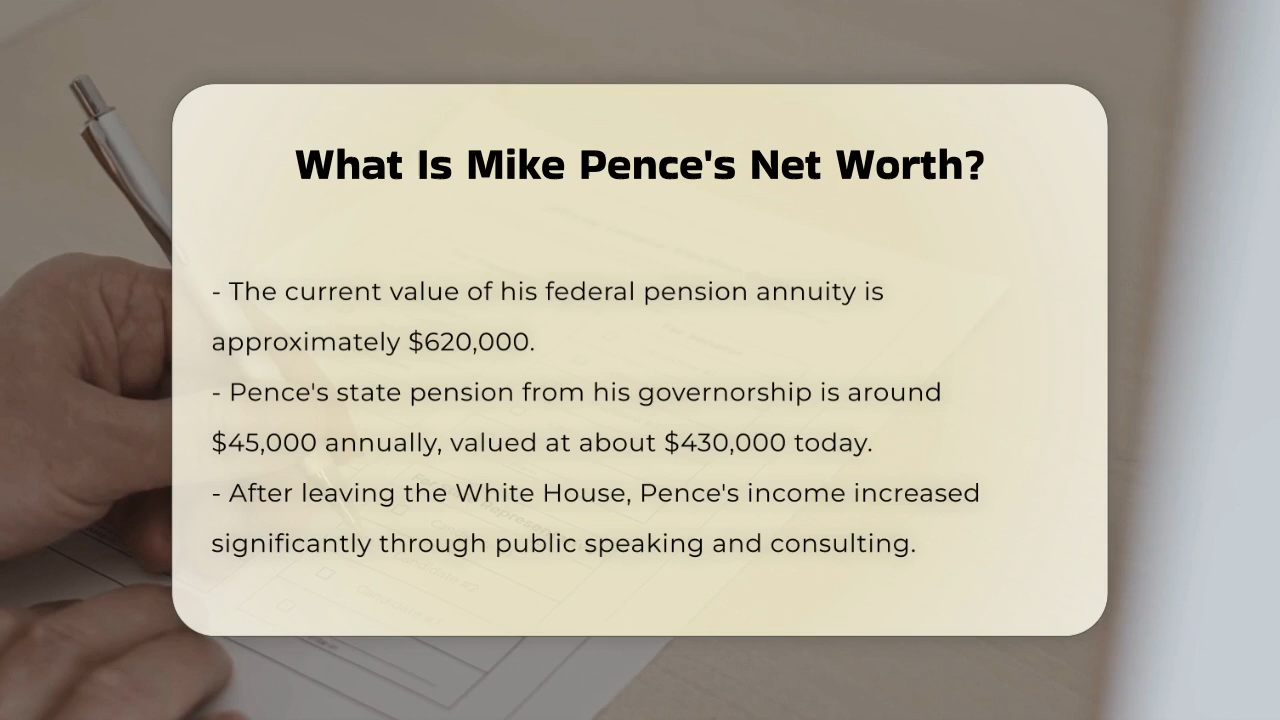 What Is Mike Pence's Net Worth?
- The current value of his federal pension annuity is
approximately $620,000.
- Pence's state pension from his governorship is around
$45,000 annually, valued at about $430,000 today.
- After leaving the White House, Pence's income increased
significantly through public speaking and consulting.